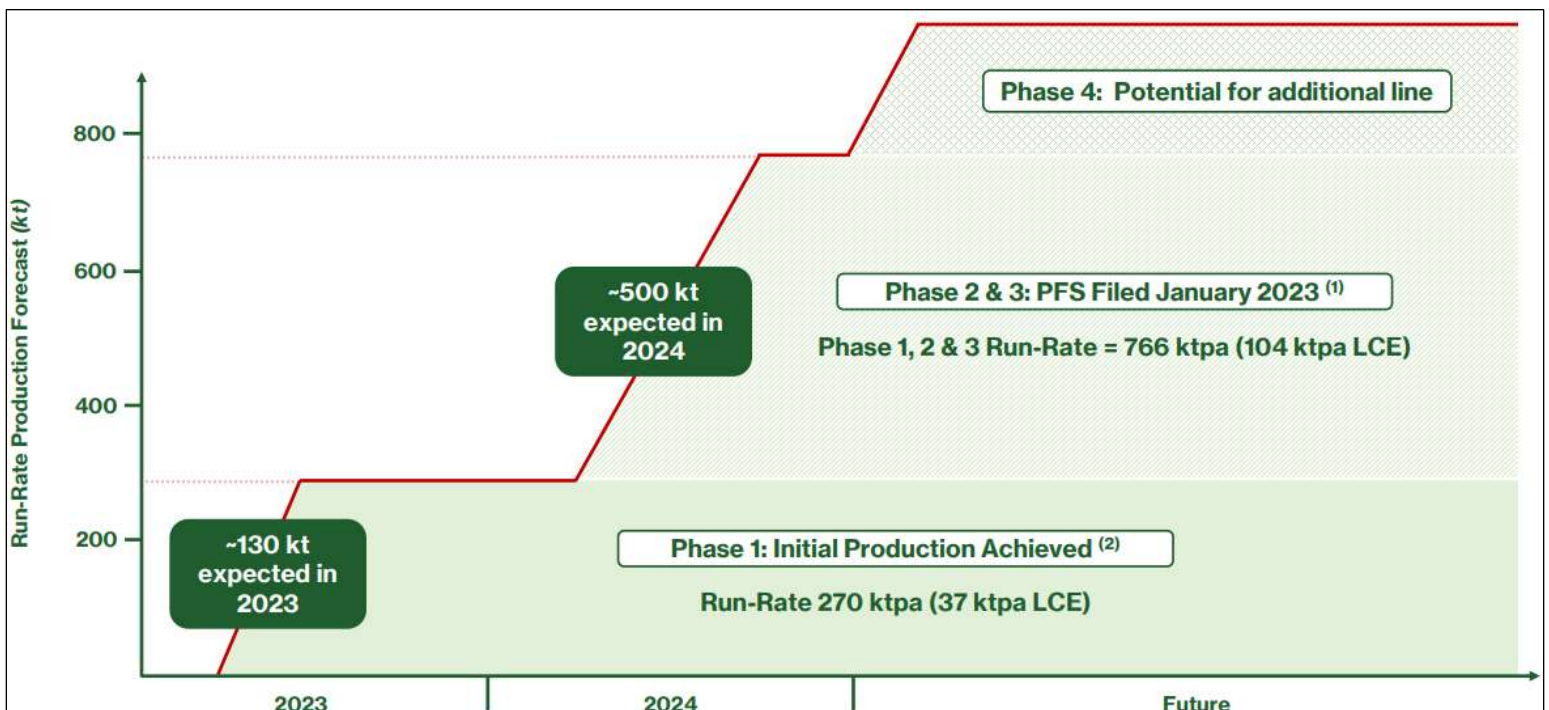 Phase 4: Potential for additional line
800
600
400
200
Run-Rate Production Forecast (kt)
~500 kt
expected in
2024
Phase 2 & 3: PFS Filed January 2023 (1)
Phase 1, 2 & 3 Run-Rate = 766 ktpa (104 ktpa LCE)
~130 kt
expected in
2023
Phase 1: Initial Production Achieved (2)
Run-Rate 270 ktpa (37 ktpa LCE)
2023
2024
Future